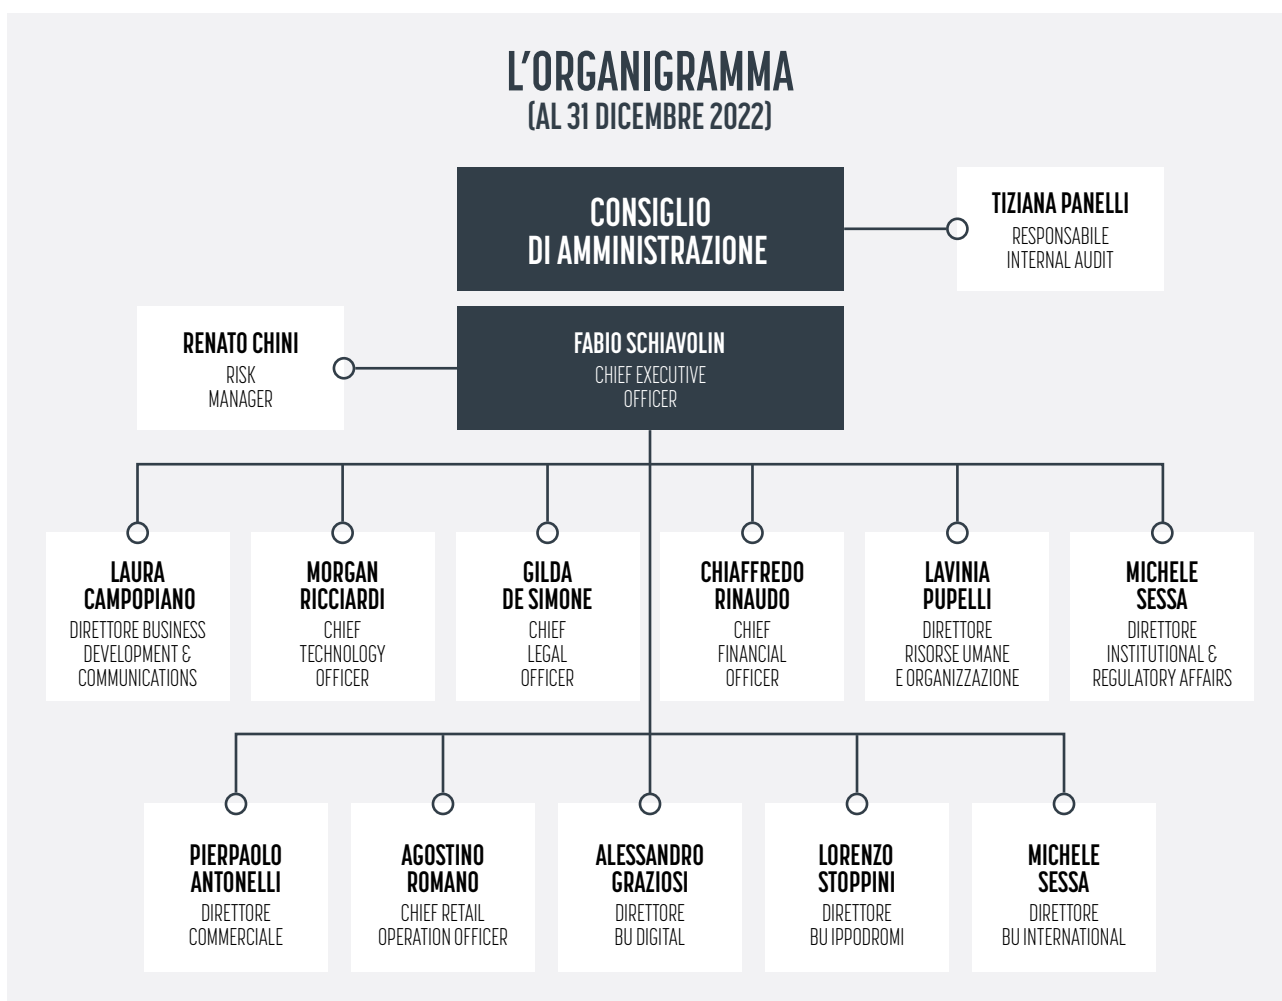 L'ORGANIGRAMMA
(AL 31 DICEMBRE 2022)
CONSIGLIO
DI AMMINISTRAZIONE
TIZIANA PANELLI
RESPONSABILE
INTERNAL AUDIT
RENATO CHINI
RISK
MANAGER
FABIO SCHIAVOLIN
CHIEF EXECUTIVE
OFFICER
LAURA
CAMPOPIANO
DIRETTORE BUSINESS
DEVELOPMENT &
COMMUNICATIONS
MORGAN
RICCIARDI
CHIEF
TECHNOLOGY
OFFICER
GILDA
DE SIMONE
CHIEF
LEGAL
OFFICER
CHIAFFREDO
RINAUDO
CHIEF
FINANCIAL
OFFICER
LAVINIA
PUPELLI
DIRETTORE
RISORSE UMANE
E ORGANIZZAZIONE
MICHELE
SESSA
DIRETTORE
INSTITUTIONAL &
REGULATORY AFFAIRS
PIERPAOLO
ANTONELLI
DIRETTORE
COMMERCIALE
AGOSTINO
ROMANO
CHIEF RETAIL
OPERATION OFFICER
ALESSANDRO
GRAZIOSI
DIRETTORE
BU DIGITAL
LORENZO
STOPPINI
DIRETTORE
BU IPPODROMI
MICHELE
SESSA
DIRETTORE
BU INTERNATIONAL